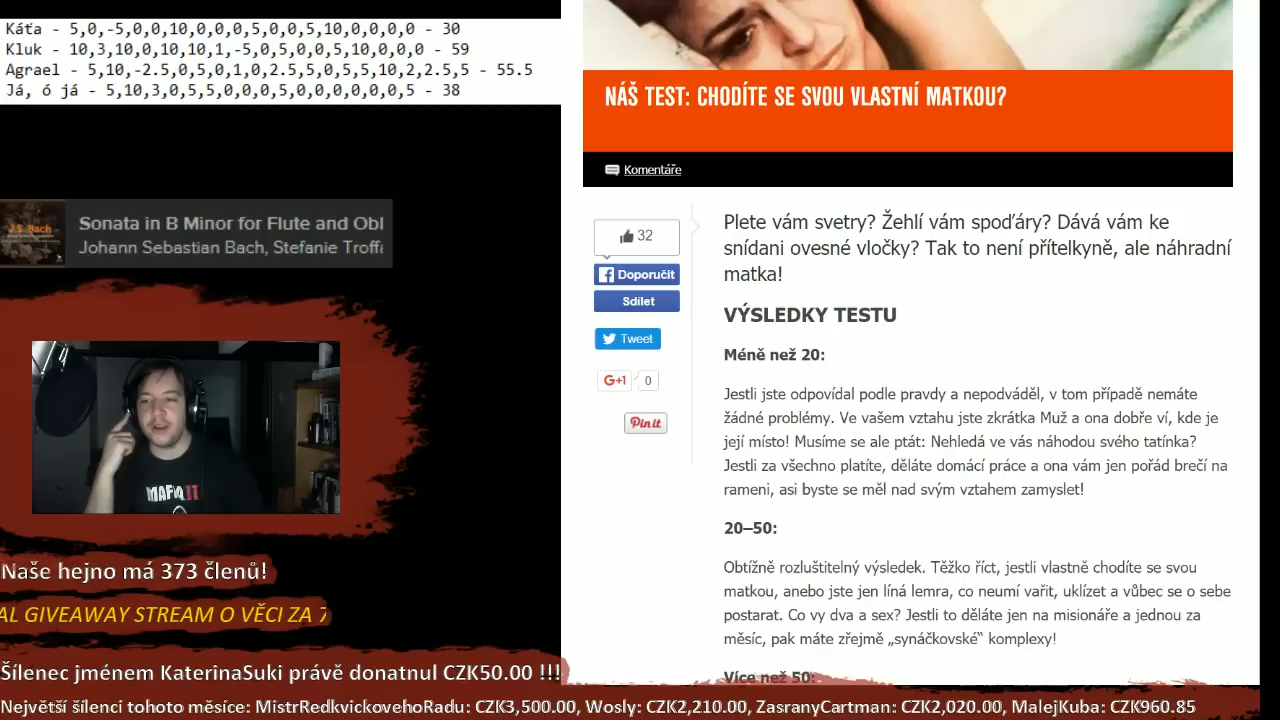 Káťa - 5,0,-5,0,0,10,0,0,0,5,0,0,5,10,0,0,0,0 - 30
Kluk - 10,3,10,0,10,10,1,-5,0,5,0,0,5,10,0,0,0 - 59
Agrael - 5,10,-2.5,0,5,0,1,0,2.5,5,0,5,5,10,2,2.5,5 - 55.5
Já, ó já - 5,10,3,0,5,5,0,0,0,5,0,0,0,0,0,0,5 - 38
J.S. Bach
Sonata in B Minor for Flute and Obl
Johann Sebastian Bach, Stefanie Troffa
MAFIA II
Naše hejno má 373 členů!
AL GIVEAWAY STREAM O VĚCI ZA 7
Šílenec jménem KaterinaSuki právě donatnul CZK50.00 !!!
Největší šílenci tohoto měsíce: MistrRedkvickovehoRadu: CZK3,500.00, Wosly: CZK2,210.00, ZasranyCartman: CZK2,020.00, MalejKuba: CZK960.85
NÁŠ TEST: CHODÍTE SE SVOU VLASTNÍ MATKOU?
Komentáře
32
Doporučit
Sdílet
Tweet
G+1 0
Pin it
Plete vám svetry? Žehlí vám spoďáry? Dává vám ke
snídani ovesné vločky? Tak to není přítelkyně, ale náhradní
matka!
VÝSLEDKY TESTU
Méně než 20:
Jestli jste odpovídal podle pravdy a nepodváděl, v tom případě nemáte
žádné problémy. Ve vašem vztahu jste zkrátka Muž a ona dobře ví, kde je
její místo! Musíme se ale ptát: Nehledá ve vás náhodou svého tatínka?
Jestli za všechno platíte, děláte domácí práce a ona vám jen pořád brečí na
rameni, asi byste se měl nad svým vztahem zamyslet!
20–50:
Obtížně rozluštitelný výsledek. Těžko říct, jestli vlastně chodíte se svou
matkou, anebo jste jen líná lemra, co neumí vařit, uklízet a vůbec se o sebe
postarat. Co vy dva a sex? Jestli to děláte jen na misionáře a jednou za
měsíc, pak máte zřejmě „synáčkovské“ komplexy!
Více než 50: